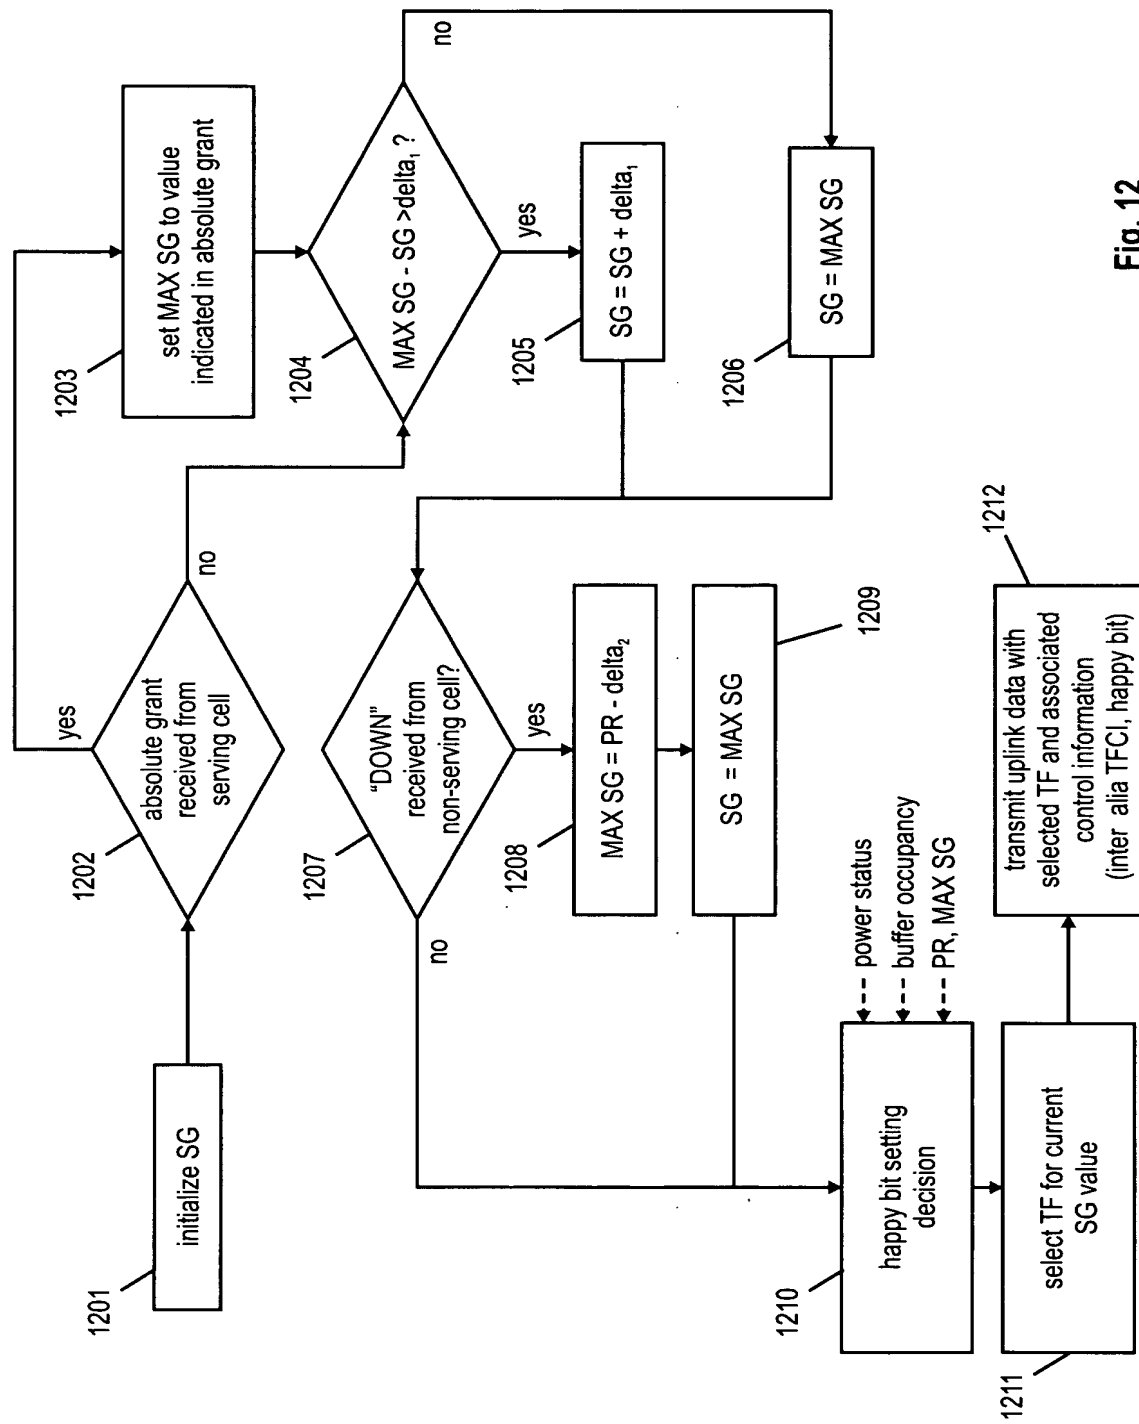 1201
initialize SG
1202
absolute grant
received from
serving cell
yes
no
1203
set MAX SG to value
indicated in absolute grant
1204
MAX SG - SG >delta₁ ?
no
yes
1205
SG = SG + delta₁
1206
SG = MAX SG
1207
"DOWN"
received from
non-serving cell?
no
yes
1208
MAX SG = PR - delta₂
1209
SG = MAX SG
1210
happy bit setting
decision
power status
buffer occupancy
PR, MAX SG
1211
select TF for current
SG value
1212
transmit uplink data with
selected TF and associated
control information
(inter alia TFCI, happy bit)
Fig. 12